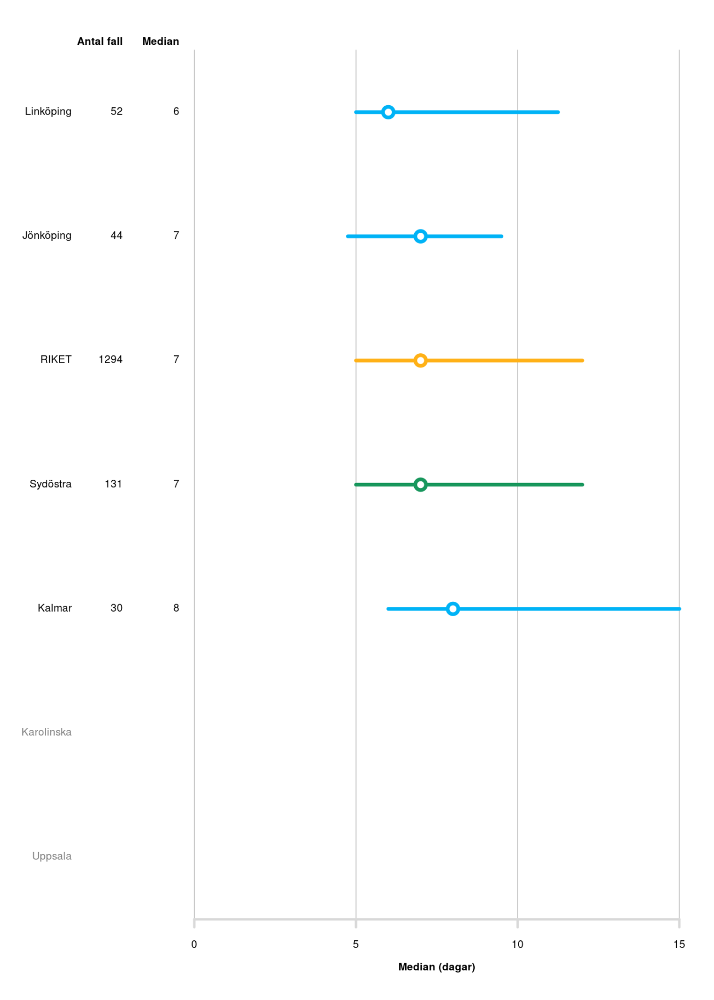 Antal fall Median
Linköping 52 6
Jönköping 44 7
RIKET 1294 7
Sydöstra 131 7
Kalmar 30 8
Karolinska
Uppsala
0 5 10 15
Median (dagar)